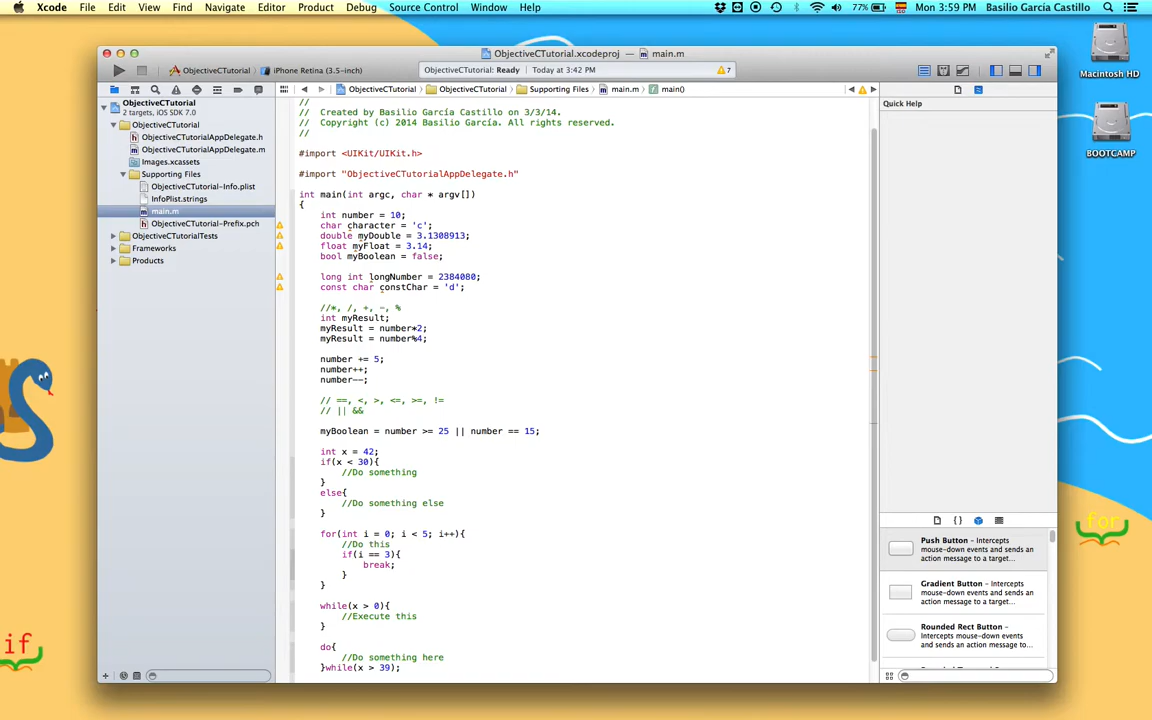 Xcode File Edit View Find Navigate Editor Product Debug Source Control Window Help 77% Mon 3:59 PM Basilio García Castillo
Macintosh HD
BOOTCAMP
if
for
ObjectiveCTutorial.xcodeproj — main.m
ObjectiveCTutorial iPhone Retina (3.5-inch)
ObjectiveCTutorial: Ready Today at 3:42 PM 7
ObjectiveCTutorial ObjectiveCTutorial Supporting Files main.m main()
ObjectiveCTutorial
2 targets, iOS SDK 7.0
ObjectiveCTutorial
ObjectiveCTutorialAppDelegate.h
ObjectiveCTutorialAppDelegate.m
Images.xcassets
Supporting Files
ObjectiveCTutorial-Info.plist
InfoPlist.strings
main.m
ObjectiveCTutorial-Prefix.pch
ObjectiveCTutorialTests
Frameworks
Products
//
// Created by Basilio García Castillo on 3/3/14.
// Copyright (c) 2014 Basilio García. All rights reserved.
//
#import <UIKit/UIKit.h>
#import "ObjectiveCTutorialAppDelegate.h"
int main(int argc, char * argv[])
{
int number = 10;
char character = 'c';
double myDouble = 3.1308913;
float myFloat = 3.14;
bool myBoolean = false;
long int longNumber = 2384080;
const char constChar = 'd';
//*, /, +, -, %
int myResult;
myResult = number*2;
myResult = number%4;
number += 5;
number++;
number--;
// ==, <, >, <=, >=, !=
// || &&
myBoolean = number >= 25 || number == 15;
int x = 42;
if(x < 30){
//Do something
}
else{
//Do something else
}
for(int i = 0; i < 5; i++){
//Do this
if(i == 3){
break;
}
}
while(x > 0){
//Execute this
}
do{
//Do something here
}while(x > 39);
Quick Help
Push Button - Intercepts
mouse-down events and sends an
action message to a target...
Gradient Button - Intercepts
mouse-down events and sends an
action message to a target...
Rounded Rect Button -
Intercepts mouse-down events and
sends an action message to a...